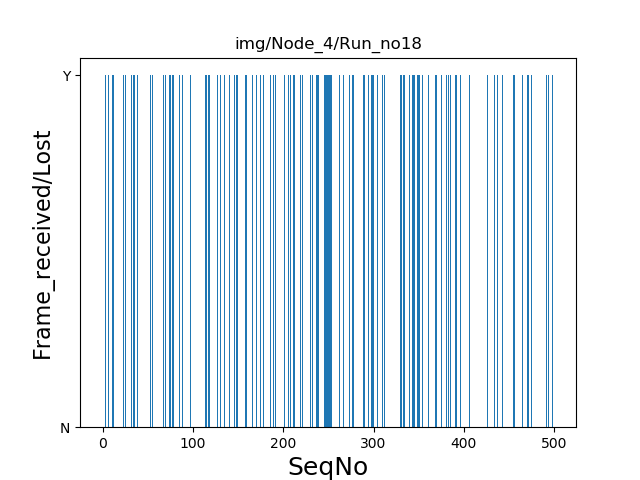 img/Node_4/Run_no18
Y
N
Frame_received/Lost
0 100 200 300 400 500
SeqNo